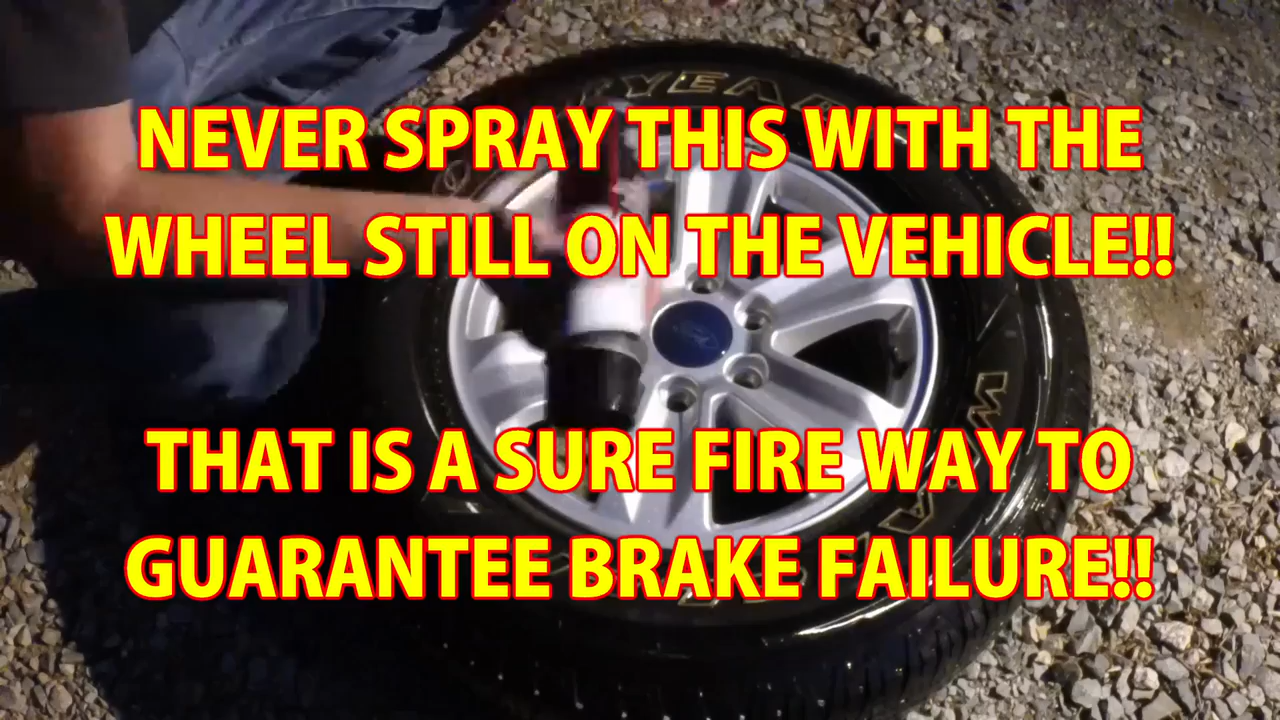 YEA
NEVER SPRAY THIS WITH THE
WHEEL STILL ON THE VEHICLE!!
THAT IS A SURE FIRE WAY TO
GUARANTEE BRAKE FAILURE!!